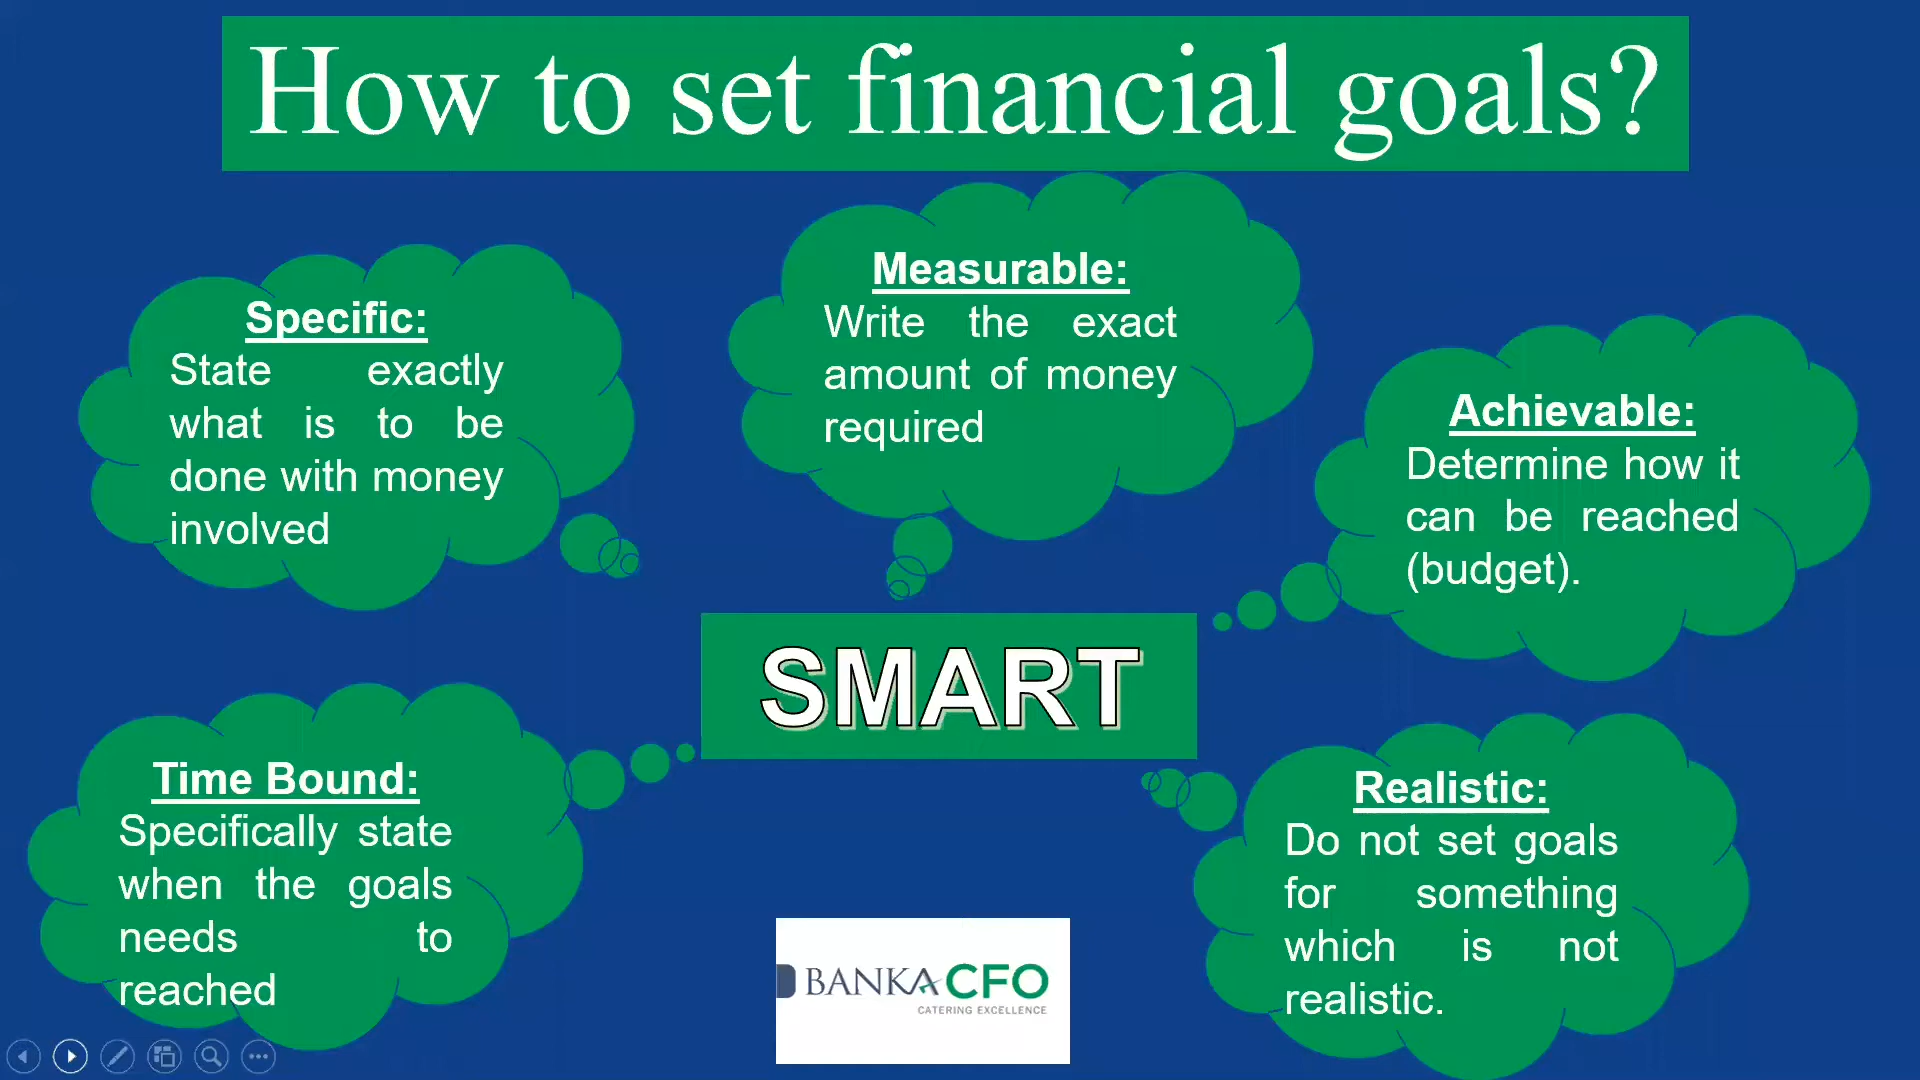 How to set financial goals?
Specific:
State exactly
what is to be
done with money
involved
Measurable:
Write the exact
amount of money
required
Achievable:
Determine how it
can be reached
(budget).
SMART
Time Bound:
Specifically state
when the goals
needs to
reached
Realistic:
Do not set goals
for something
which is not
realistic.
BANKA CFO
CATERING EXCELLENCE